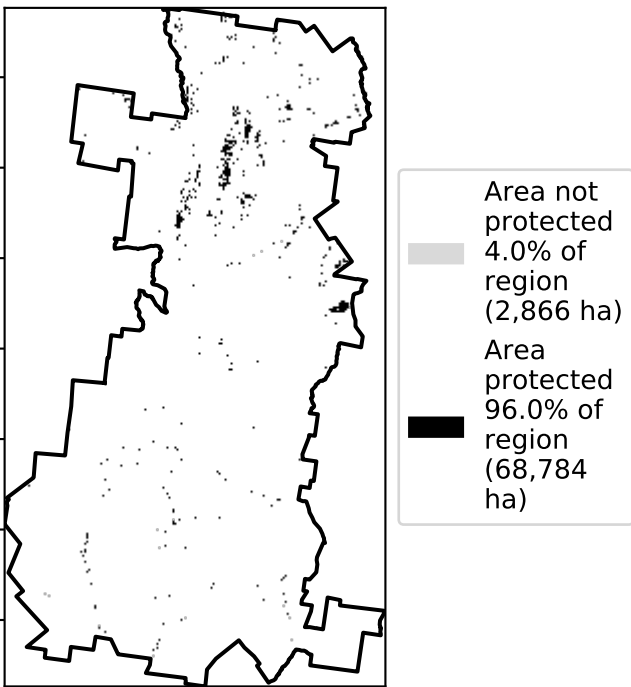 Area not
protected
4.0% of
region
(2,866 ha)
Area
protected
96.0% of
region
(68,784
ha)